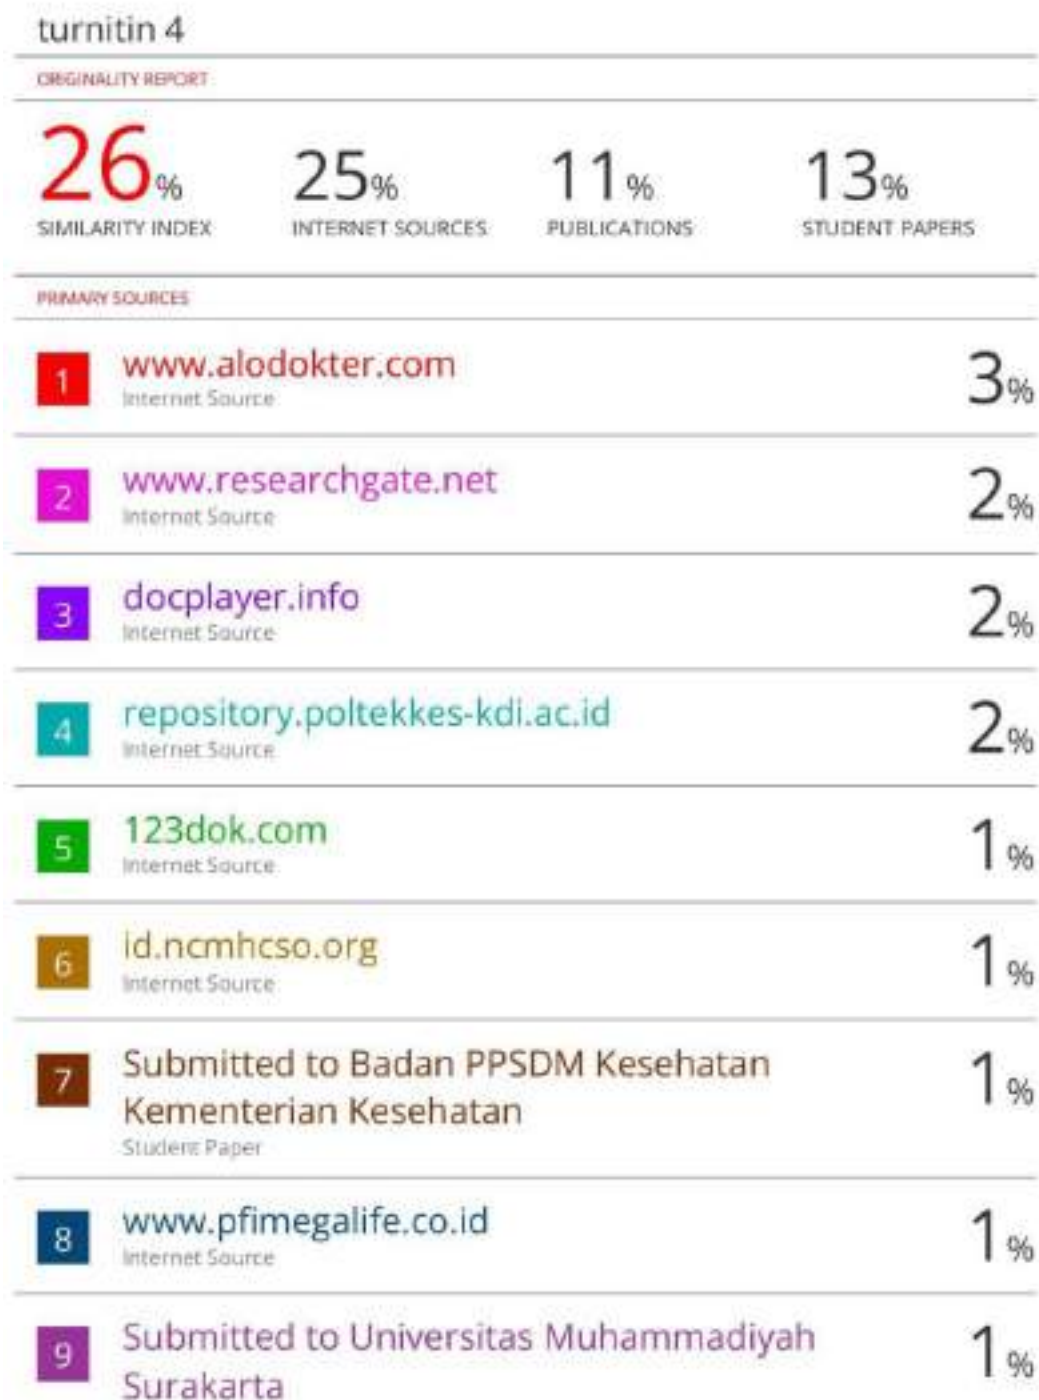 turnitin 4
ORIGINALITY REPORT
26% 25% 11% 13%
SIMILARITY INDEX INTERNET SOURCES PUBLICATIONS STUDENT PAPERS
PRIMARY SOURCES
1 www.alodokter.com 3%
Internet Source
2 www.researchgate.net 2%
Internet Source
3 docplayer.info 2%
Internet Source
4 repository.poltekkes-kdi.ac.id 2%
Internet Source
5 123dok.com 1%
Internet Source
6 id.ncmhcso.org 1%
Internet Source
7 Submitted to Badan PPSDM Kesehatan 1%
Kementerian Kesehatan
Student Paper
8 www.pfimegalife.co.id 1%
Internet Source
9 Submitted to Universitas Muhammadiyah 1%
Surakarta